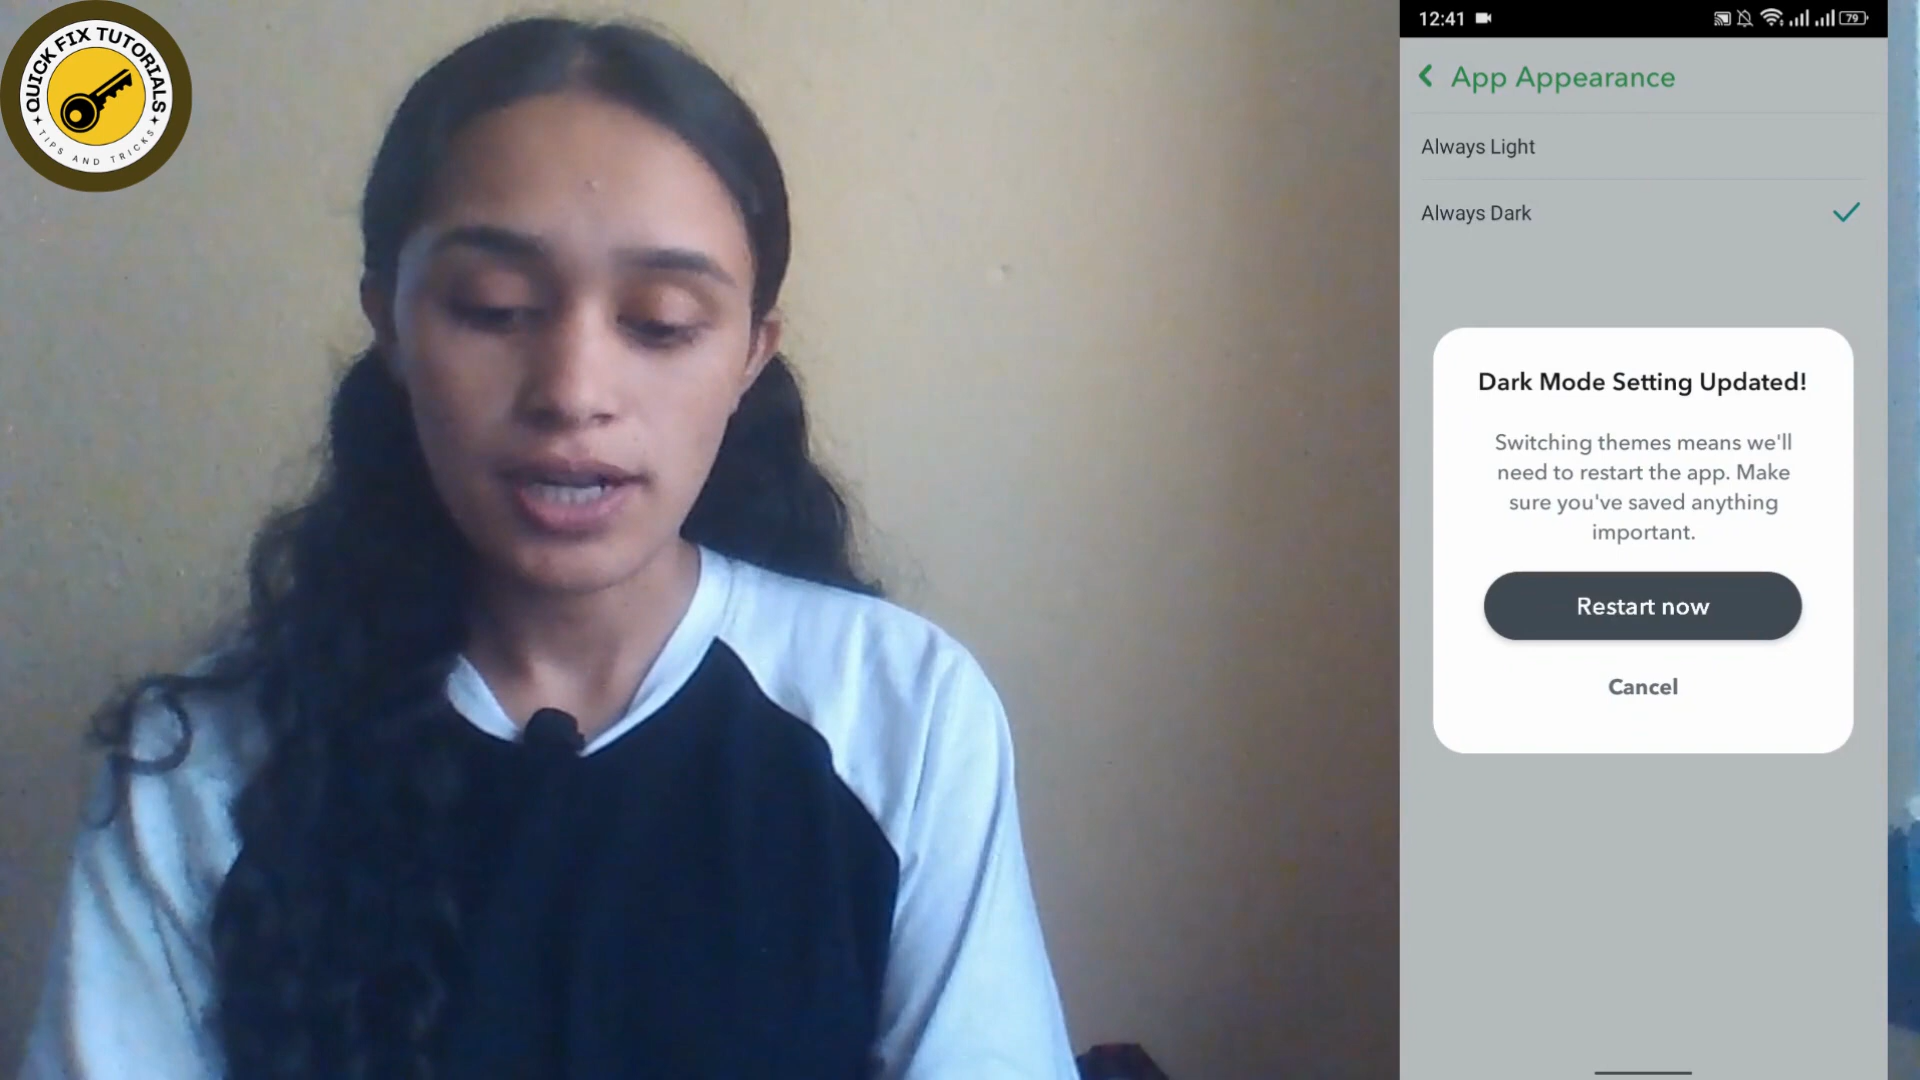 QUICK FIX TUTORIALS
TIPS AND TRICKS
12:41
79
App Appearance
Always Light
Always Dark
Dark Mode Setting Updated!
Switching themes means we'll
need to restart the app. Make
sure you've saved anything
important.
Restart now
Cancel